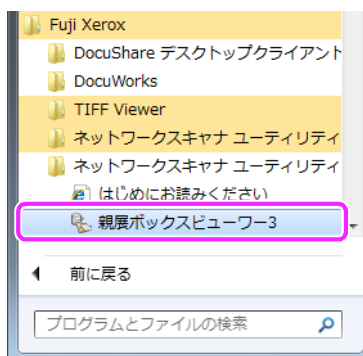 Fuji Xerox
DocuShare デスクトップクライアント
DocuWorks
TIFF Viewer
ネットワークスキャナ ユーティリティ
ネットワークスキャナ ユーティリティ
はじめにお読みください
親展ボックスビューワー3
前に戻る
プログラムとファイルの検索